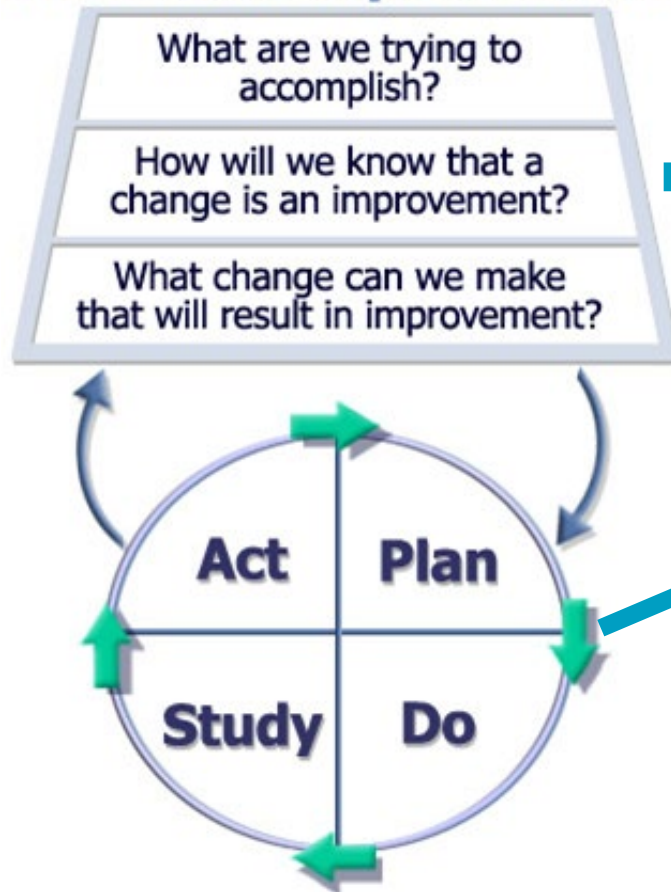 What are we trying to
accomplish?
How will we know that a
change is an improvement?
What change can we make
that will result in improvement?
Act
Plan
Study
Do